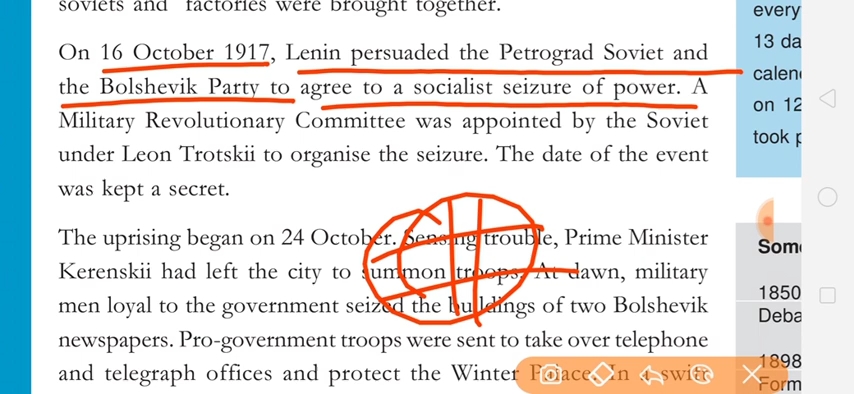 soviets and factories were brought together.
On 16 October 1917, Lenin persuaded the Petrograd Soviet and
the Bolshevik Party to agree to a socialist seizure of power. A
Military Revolutionary Committee was appointed by the Soviet
under Leon Trotskii to organise the seizure. The date of the event
was kept a secret.
The uprising began on 24 October. Sensing trouble, Prime Minister
Kerenskii had left the city to summon troops. At dawn, military
men loyal to the government seized the buildings of two Bolshevik
newspapers. Pro-government troops were sent to take over telephone
and telegraph offices and protect the Winter Palace. In a swift
every
13 da
calen
on 12
took p
Som
1850
Deba
1898
Form